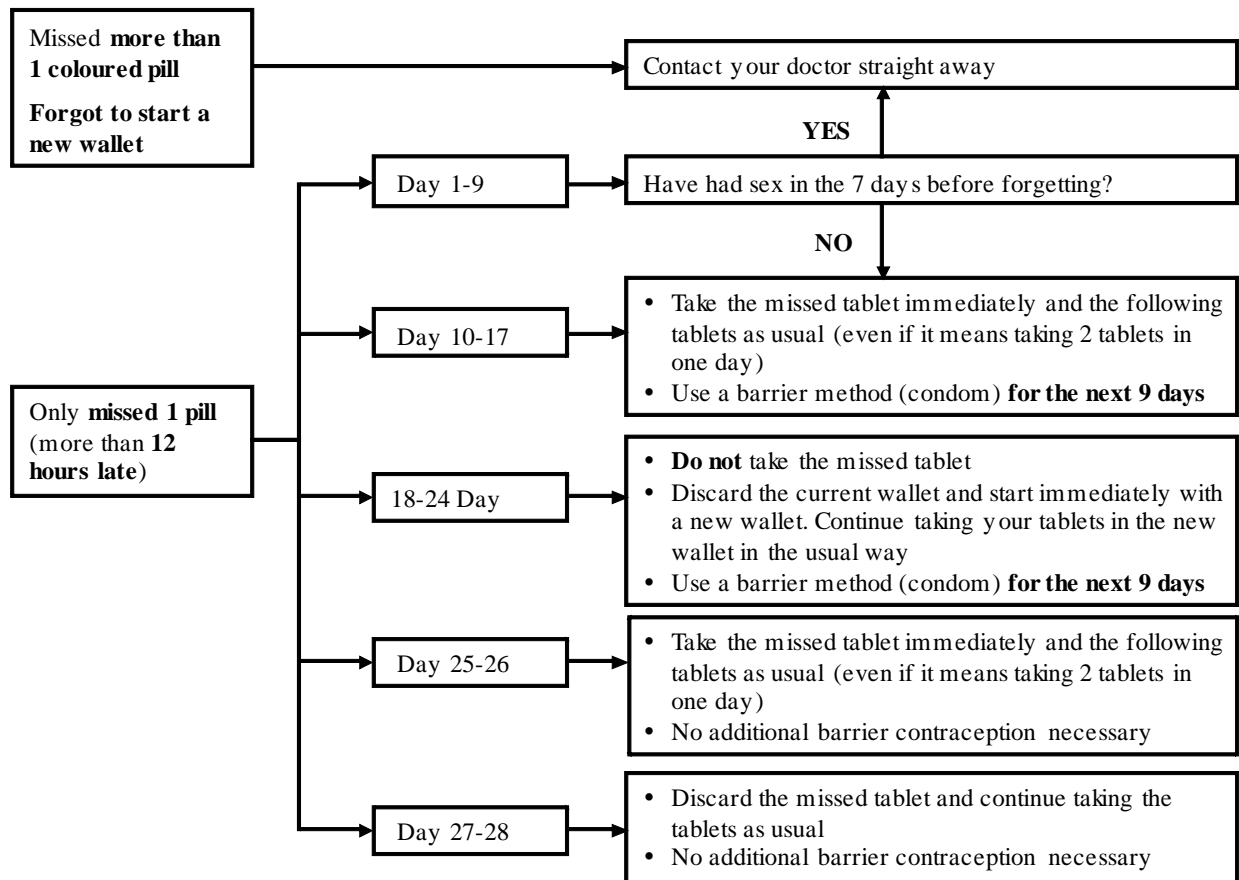 Missed more than
1 coloured pill
Forgot to start a
new wallet
Contact your doctor straight away
YES
Day 1-9
Have had sex in the 7 days before forgetting?
NO
Day 10-17
• Take the missed tablet immediately and the following
tablets as usual (even if it means taking 2 tablets in
one day)
• Use a barrier method (condom) for the next 9 days
Only missed 1 pill
(more than 12
hours late)
18-24 Day
• Do not take the missed tablet
• Discard the current wallet and start immediately with
a new wallet. Continue taking your tablets in the new
wallet in the usual way
• Use a barrier method (condom) for the next 9 days
Day 25-26
• Take the missed tablet immediately and the following
tablets as usual (even if it means taking 2 tablets in
one day)
• No additional barrier contraception necessary
Day 27-28
• Discard the missed tablet and continue taking the
tablets as usual
• No additional barrier contraception necessary